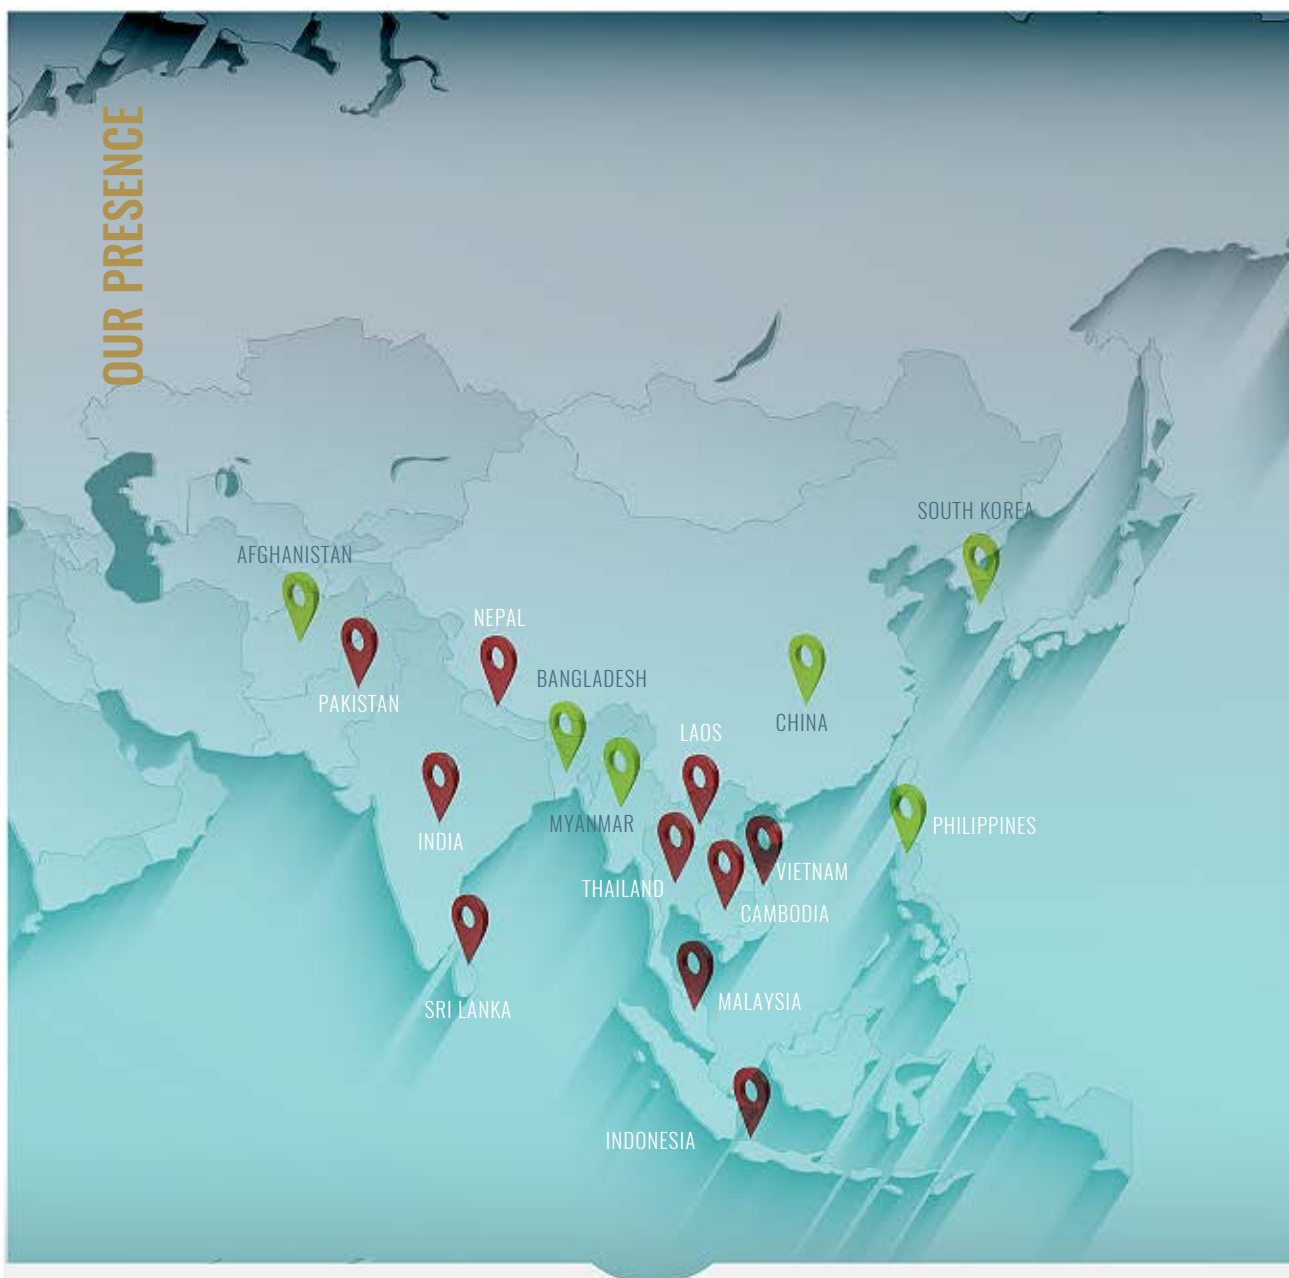 OUR PRESENCE
SOUTH KOREA
AFGHANISTAN
NEPAL
BANGLADESH
PAKISTAN
CHINA
LAOS
MYANMAR
PHILIPPINES
INDIA
VIETNAM
THAILAND
CAMBODIA
SRI LANKA
MALAYSIA
INDONESIA